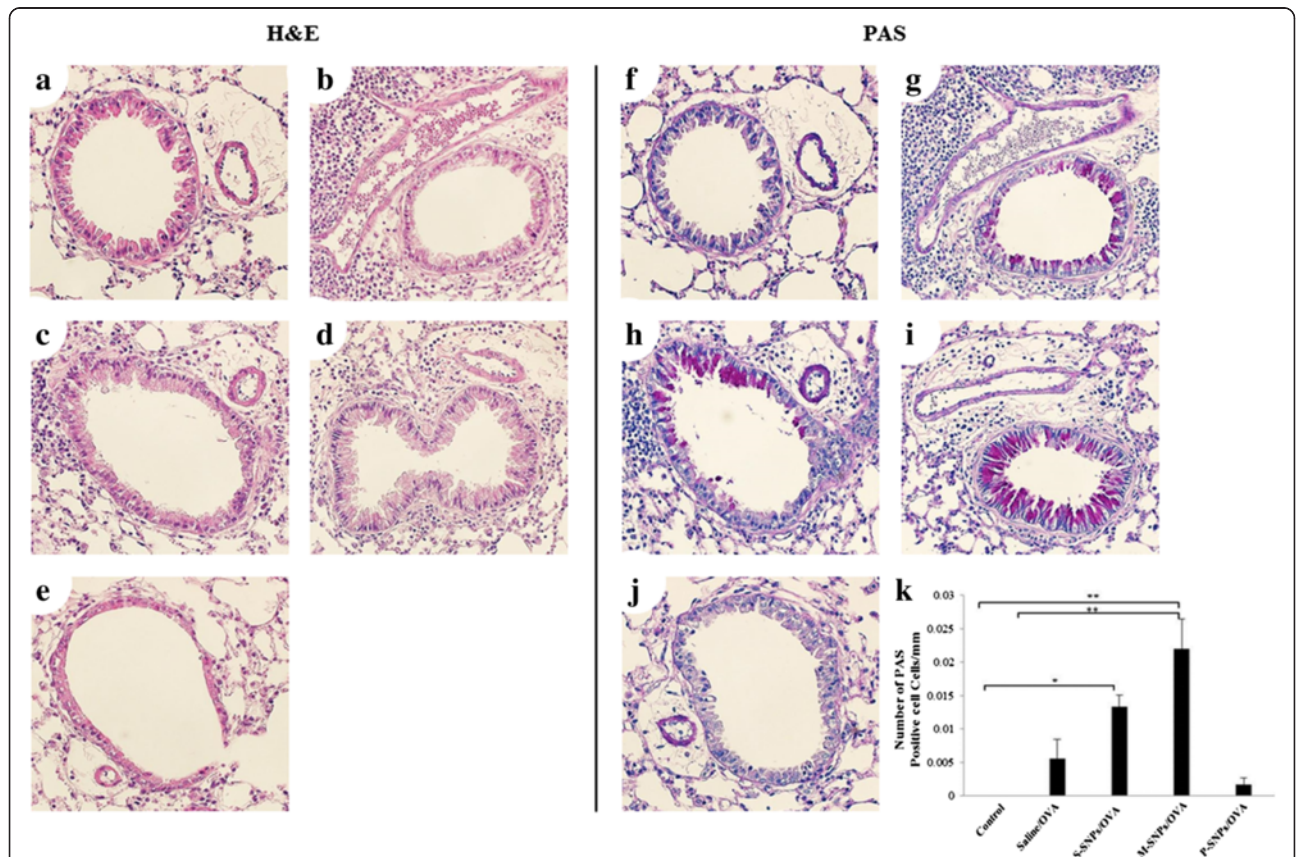 H&E
PAS
a
b
f
g
c
d
h
i
e
j
k
0.03
0.025
0.02
0.015
0.01
0.005
0
Number of PAS
Positive cell Cells/mm
**
**
*
Control
Saline/OVA
S-SNPs/OVA
M-SNPs/OVA
P-SNPs/OVA